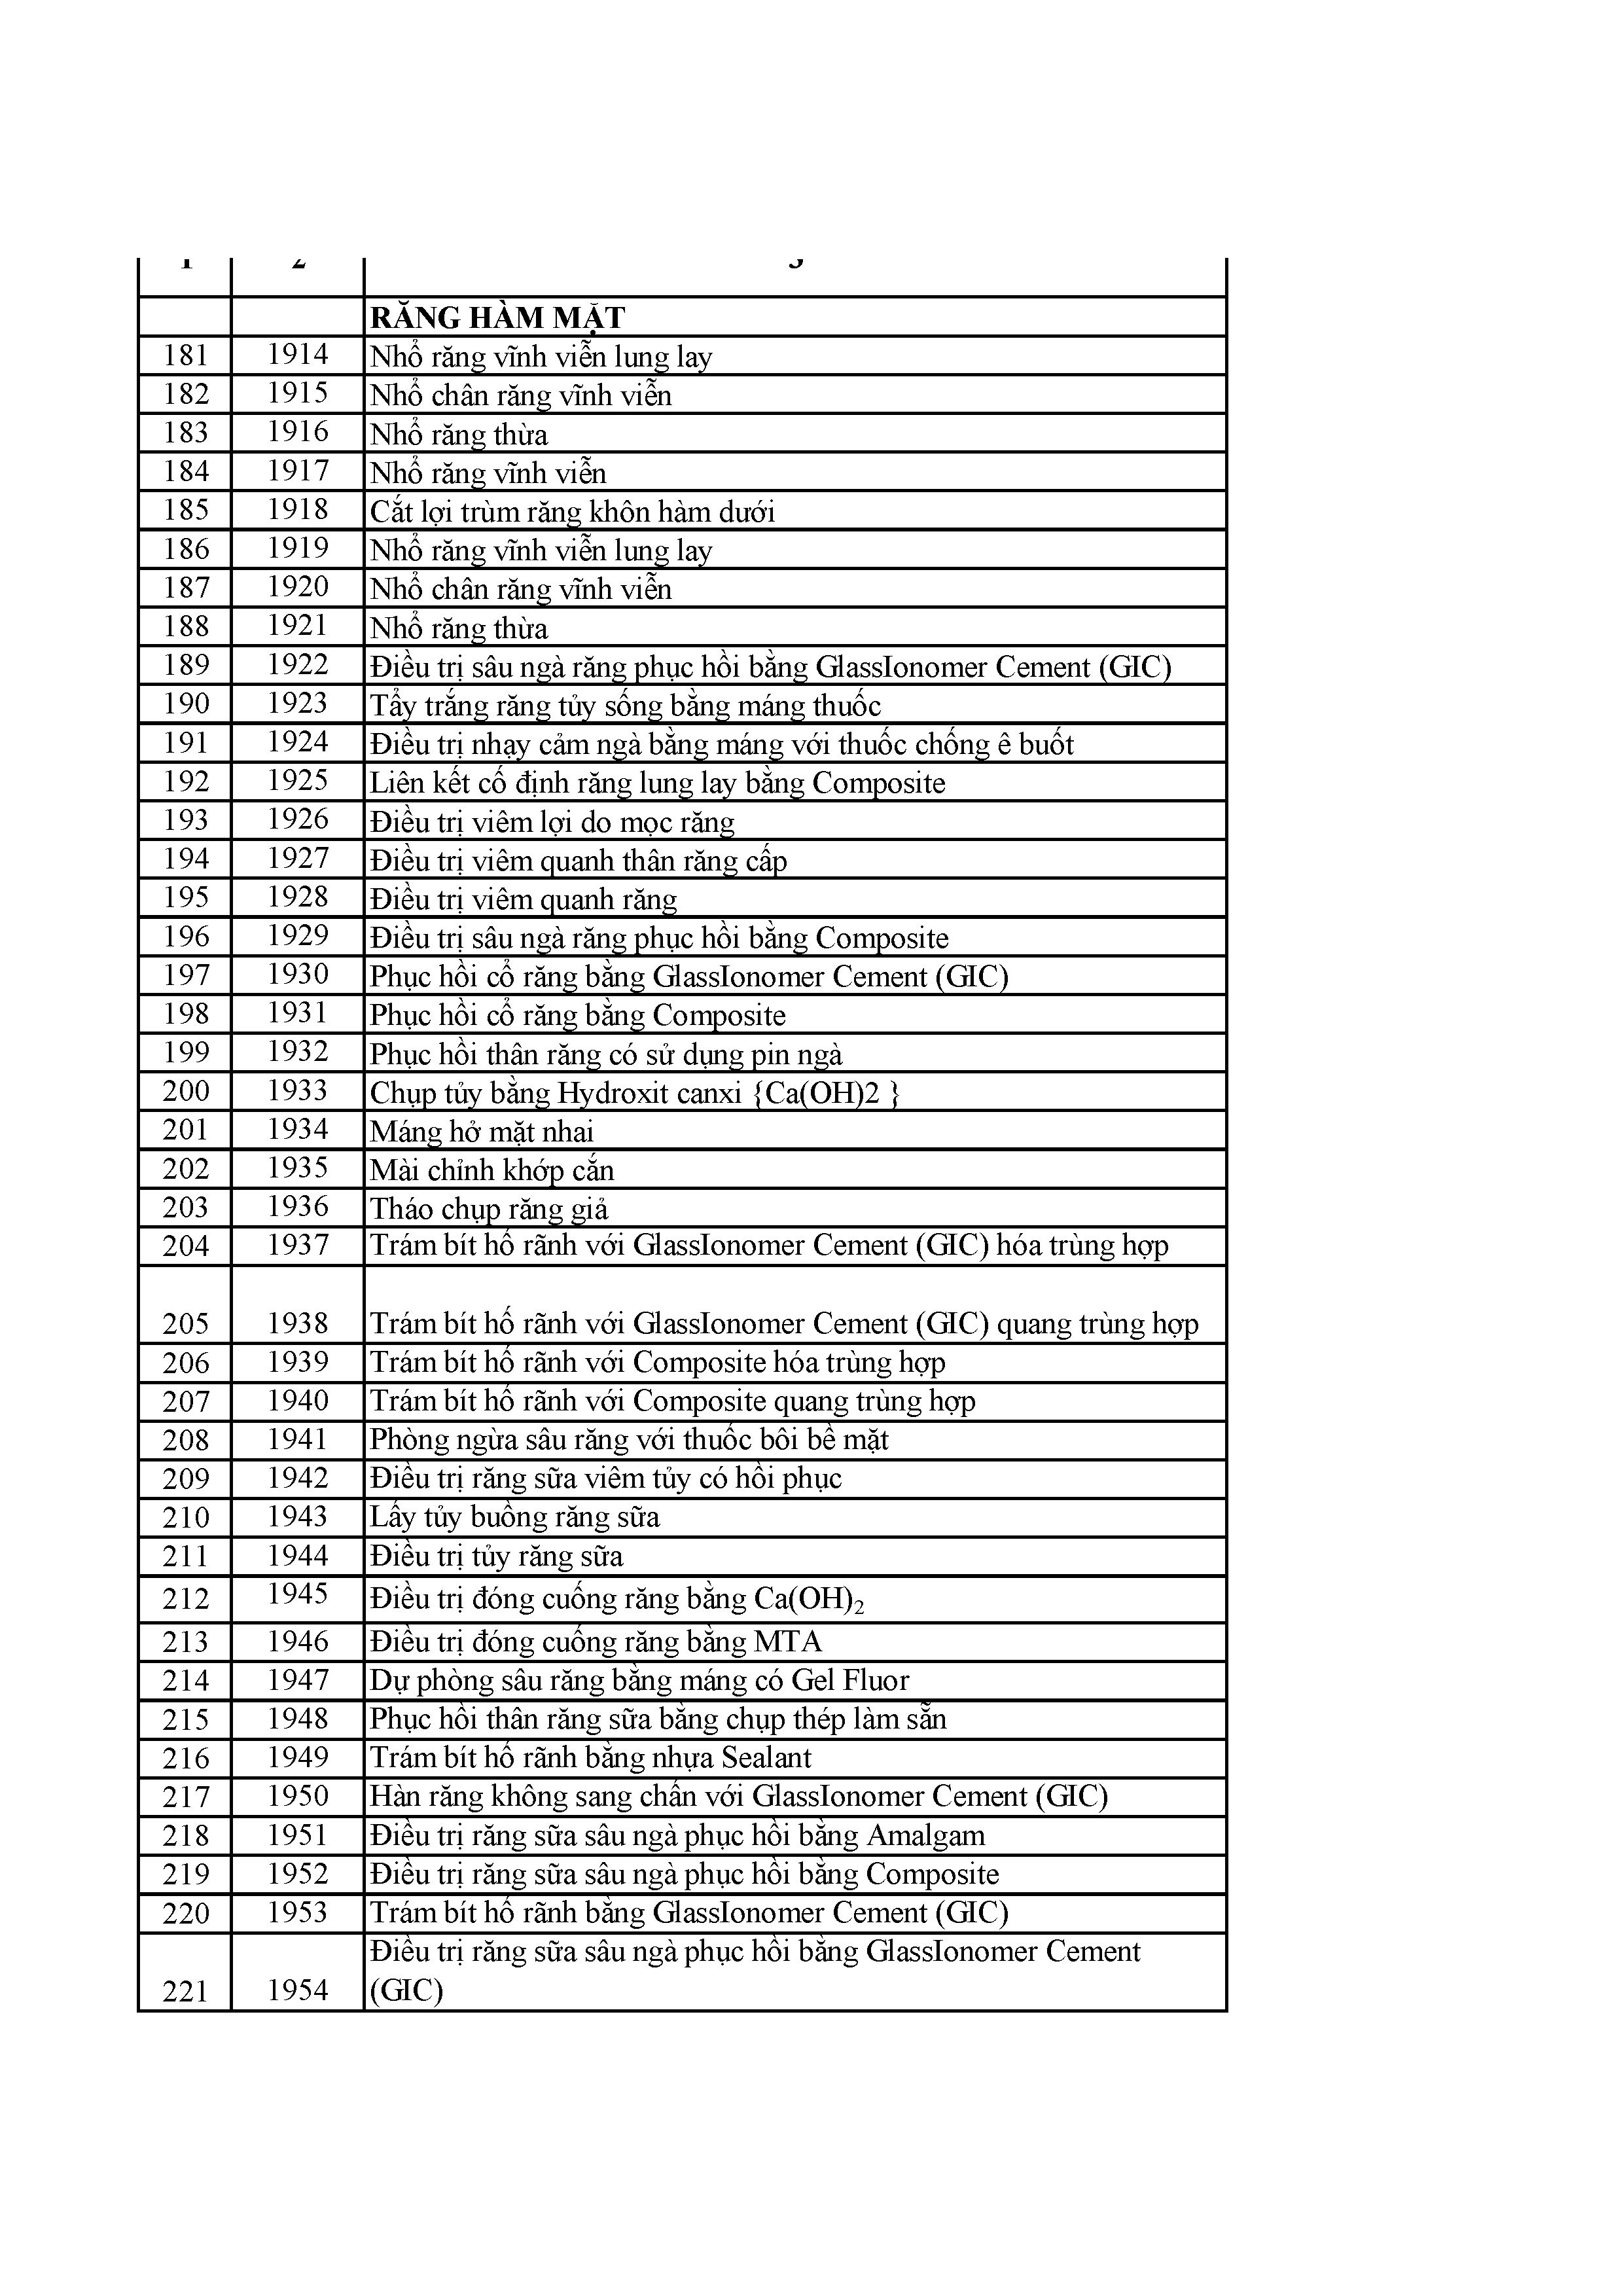 1 2 3
RĂNG HÀM MẶT
181 1914 Nhổ răng vĩnh viễn lung lay
182 1915 Nhổ chân răng vĩnh viễn
183 1916 Nhổ răng thừa
184 1917 Nhổ răng vĩnh viễn
185 1918 Cắt lợi trùm răng khôn hàm dưới
186 1919 Nhổ răng vĩnh viễn lung lay
187 1920 Nhổ chân răng vĩnh viễn
188 1921 Nhổ răng thừa
189 1922 Điều trị sâu ngà răng phục hồi bằng GlassIonomer Cement (GIC)
190 1923 Tẩy trắng răng tủy sống bằng máng thuốc
191 1924 Điều trị nhạy cảm ngà bằng máng với thuốc chống ê buốt
192 1925 Liên kết cố định răng lung lay bằng Composite
193 1926 Điều trị viêm lợi do mọc răng
194 1927 Điều trị viêm quanh thân răng cấp
195 1928 Điều trị viêm quanh răng
196 1929 Điều trị sâu ngà răng phục hồi bằng Composite
197 1930 Phục hồi cổ răng bằng GlassIonomer Cement (GIC)
198 1931 Phục hồi cổ răng bằng Composite
199 1932 Phục hồi thân răng có sử dụng pin ngà
200 1933 Chụp tủy bằng Hydroxit canxi {Ca(OH)2 }
201 1934 Máng hở mặt nhai
202 1935 Mài chỉnh khớp cắn
203 1936 Tháo chụp răng giả
204 1937 Trám bít hố rãnh với GlassIonomer Cement (GIC) hóa trùng hợp
205 1938 Trám bít hố rãnh với GlassIonomer Cement (GIC) quang trùng hợp
206 1939 Trám bít hố rãnh với Composite hóa trùng hợp
207 1940 Trám bít hố rãnh với Composite quang trùng hợp
208 1941 Phòng ngừa sâu răng với thuốc bôi bề mặt
209 1942 Điều trị răng sữa viêm tủy có hồi phục
210 1943 Lấy tủy buồng răng sữa
211 1944 Điều trị tủy răng sữa
212 1945 Điều trị đóng cuống răng bằng Ca(OH)₂
213 1946 Điều trị đóng cuống răng bằng MTA
214 1947 Dự phòng sâu răng bằng máng có Gel Fluor
215 1948 Phục hồi thân răng sữa bằng chụp thép làm sẵn
216 1949 Trám bít hố rãnh bằng nhựa Sealant
217 1950 Hàn răng không sang chấn với GlassIonomer Cement (GIC)
218 1951 Điều trị răng sữa sâu ngà phục hồi bằng Amalgam
219 1952 Điều trị răng sữa sâu ngà phục hồi bằng Composite
220 1953 Trám bít hố rãnh bằng GlassIonomer Cement (GIC)
Điều trị răng sữa sâu ngà phục hồi bằng GlassIonomer Cement
221 1954 (GIC)